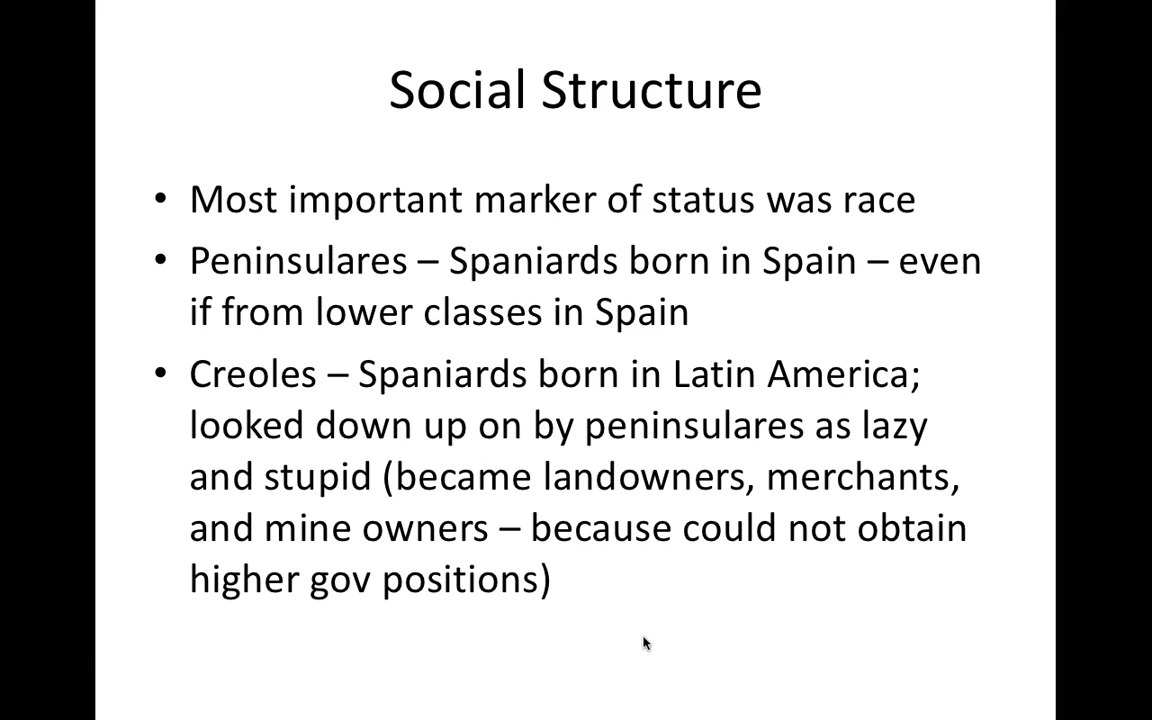 Social Structure
• Most important marker of status was race
• Peninsulares – Spaniards born in Spain – even
if from lower classes in Spain
• Creoles – Spaniards born in Latin America;
looked down up on by peninsulares as lazy
and stupid (became landowners, merchants,
and mine owners – because could not obtain
higher gov positions)